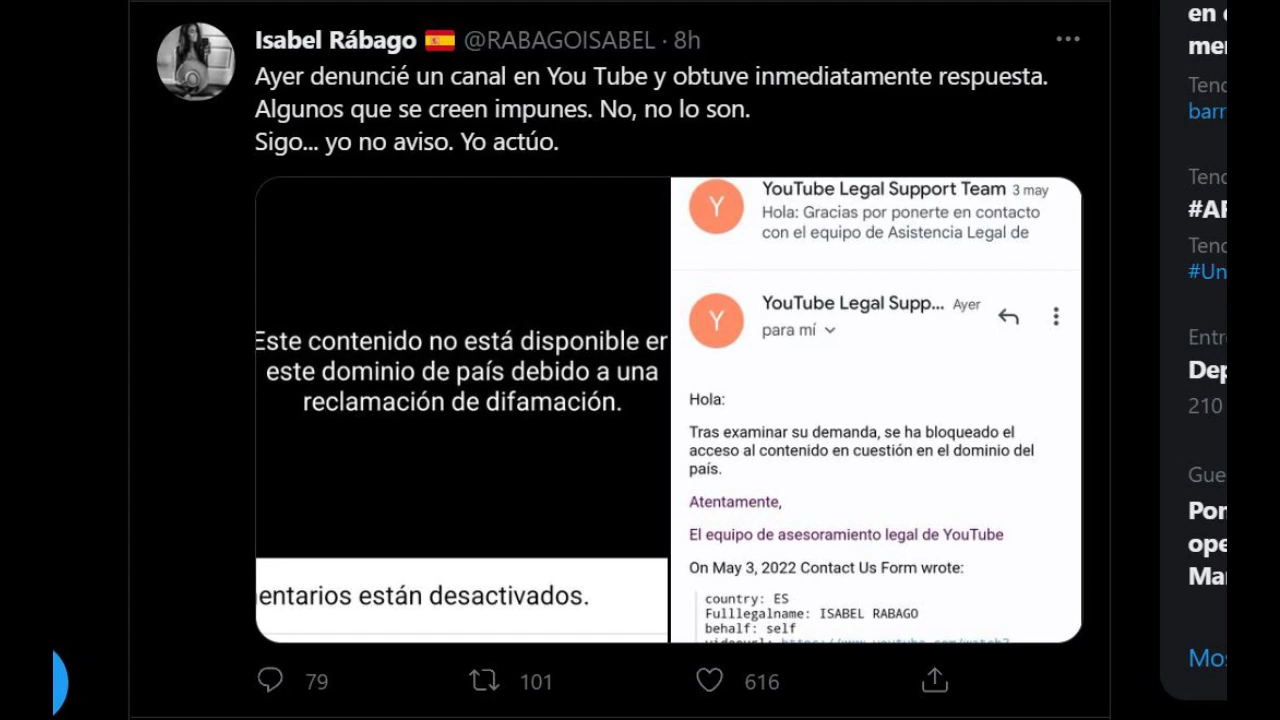 Isabel Rábago 🇪🇸 @RABAGOISABEL · 8h
Ayer denuncié un canal en You Tube y obtuve inmediatamente respuesta.
Algunos que se creen impunes. No, no lo son.
Sigo... yo no aviso. Yo actúo.
Este contenido no está disponible en
este dominio de país debido a una
reclamación de difamación.
entarios están desactivados.
Y
YouTube Legal Support Team 3 may
Hola: Gracias por ponerte en contacto
con el equipo de Asistencia Legal de
Y
YouTube Legal Supp... Ayer
para mí
Hola:
Tras examinar su demanda, se ha bloqueado el
acceso al contenido en cuestión en el dominio del
país.
Atentamente,
El equipo de asesoramiento legal de YouTube
On May 3, 2022 Contact Us Form wrote:
country: ES
Fulllegalname: ISABEL RABAGO
behalf: self
79
101
616
en
Tenc
barr
Tenc
Tenc
#Un
Entr
210
Gue
Por
ope
Mar
Mos